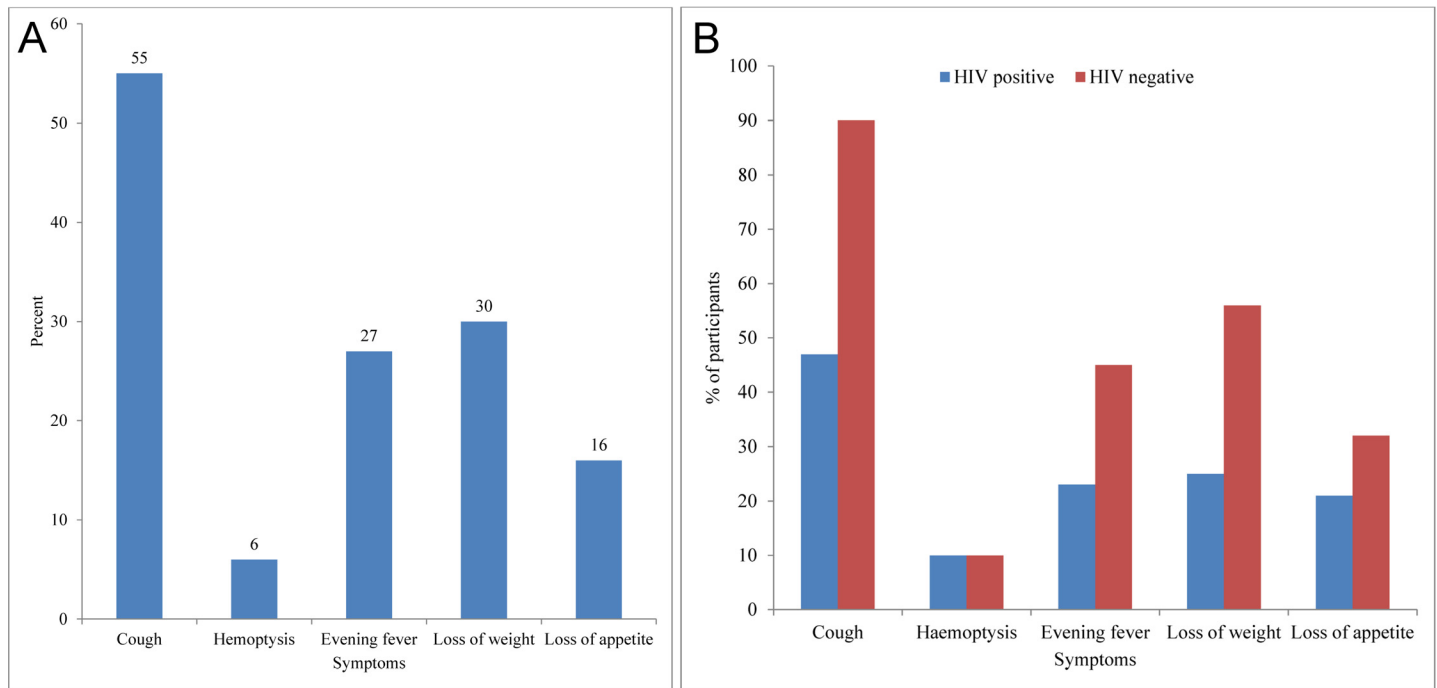 A
60
50
40
30
20
10
0
Percent
55
6
27
30
16
Cough Hemoptysis Evening fever Loss of weight Loss of appetite
Symptoms
B
HIV positive HIV negative
100
90
80
70
60
50
40
30
20
10
0
% of participants
Cough Haemoptysis Evening fever Loss of weight Loss of appetite
Symptoms